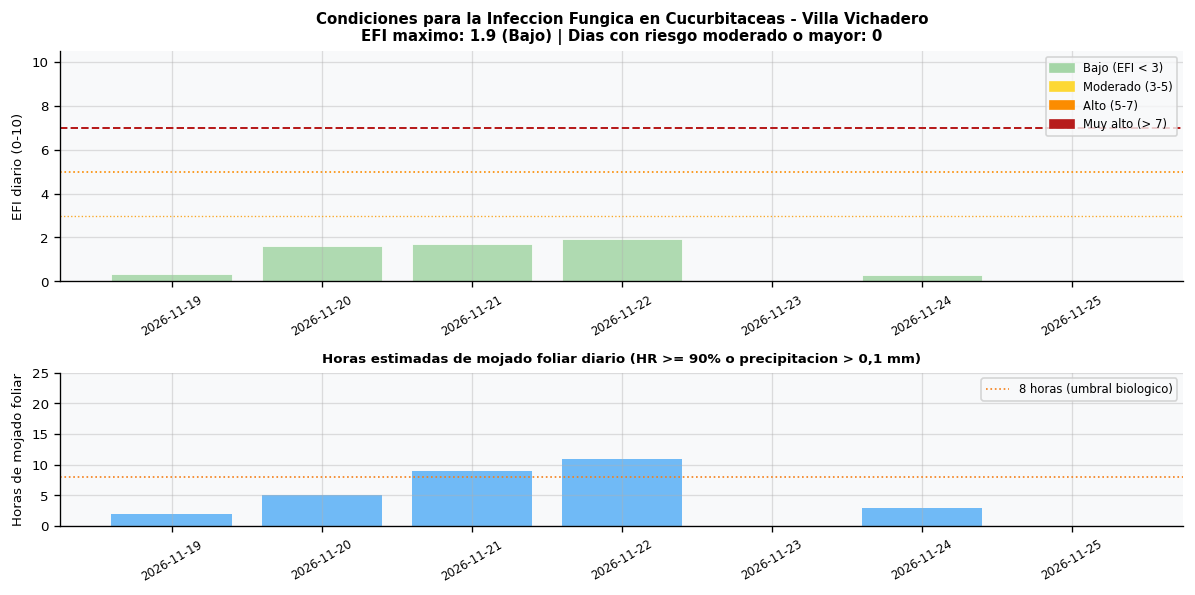 Condiciones para la Infeccion Fungica en Cucurbitaceas - Villa Vichadero
EFI maximo: 1.9 (Bajo) | Dias con riesgo moderado o mayor: 0
EFI diario (0-10)
10
8
6
4
2
0
Bajo (EFI < 3)
Moderado (3-5)
Alto (5-7)
Muy alto (> 7)
2026-11-19
2026-11-20
2026-11-21
2026-11-22
2026-11-23
2026-11-24
2026-11-25
Horas estimadas de mojado foliar diario (HR >= 90% o precipitacion > 0,1 mm)
Horas de mojado foliar
25
20
15
10
5
0
8 horas (umbral biologico)
2026-11-19
2026-11-20
2026-11-21
2026-11-22
2026-11-23
2026-11-24
2026-11-25